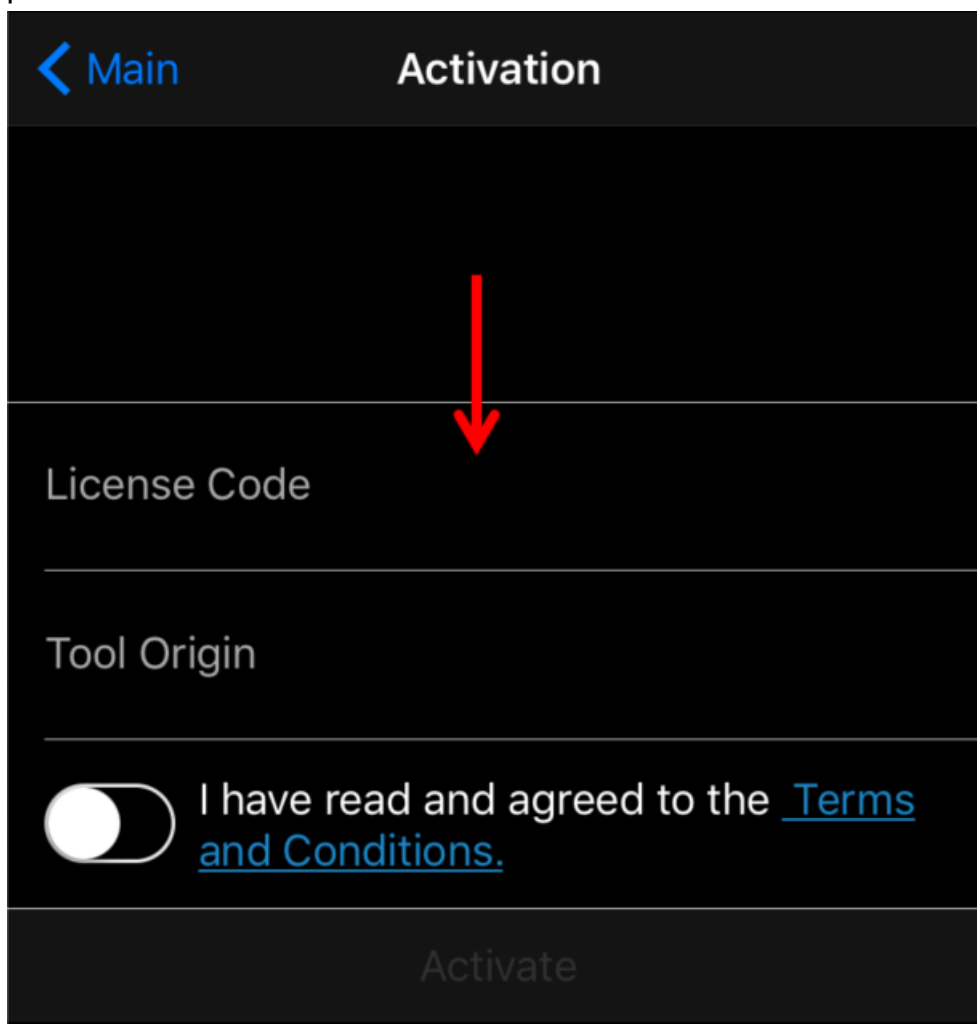 Main
Activation
License Code
Tool Origin
I have read and agreed to the Terms
and Conditions.
Activate